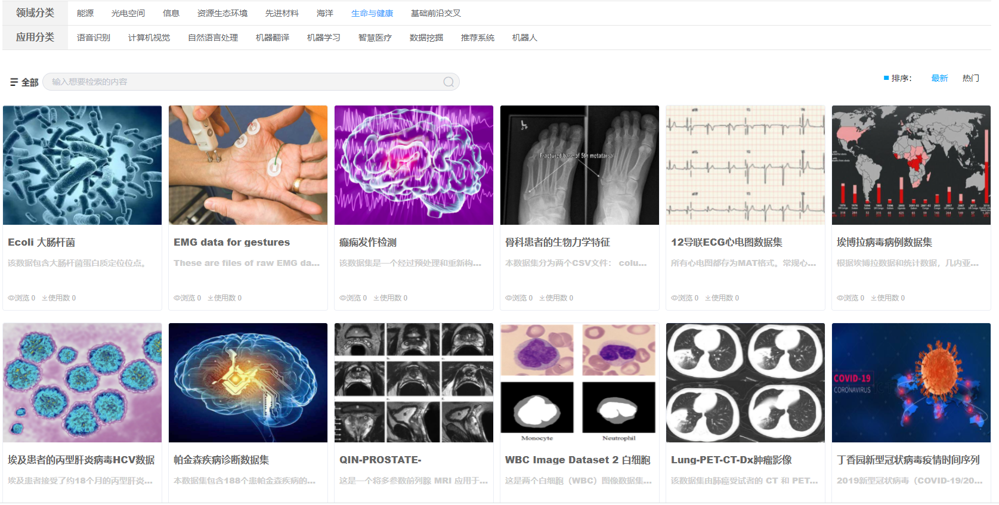 领域分类 能源 光电空间 信息 资源生态环境 先进材料 海洋 生命与健康 基础前沿交叉
应用分类 语音识别 计算机视觉 自然语言处理 机器翻译 机器学习 智慧医疗 数据挖掘 推荐系统 机器人
全部 输入想要检索的内容
排序： 最新 热门
L
Fractured base of 5th metatarsal
Ecoli 大肠杆菌
该数据包含大肠杆菌蛋白质定位位点。
浏览 0 使用数 0
EMG data for gestures
These are files of raw EMG da...
浏览 0 使用数 0
癫痫发作检测
该数据集是一个经过预处理和重新构...
浏览 0 使用数 0
骨科患者的生物力学特征
本数据集分为两个CSV文件： colu...
浏览 0 使用数 0
12导联ECG心电图数据集
所有心电图都存为MAT格式。常规心...
浏览 0 使用数 0
埃博拉病毒病例数据集
根据埃博拉数据和统计数据，几内亚...
浏览 0 使用数 0
Monocyte Neutrophil
COVID-19
CORONAVIRUS
埃及患者的丙型肝炎病毒HCV数据
埃及患者接受了约18个月的丙型肝炎...
帕金森疾病诊断数据集
本数据集包含188个患帕金森疾病的...
QIN-PROSTATE-
这是一个将多参数前列腺 MRI 应用于...
WBC Image Dataset 2 白细胞
这是两个白细胞（WBC）图像数据集...
Lung-PET-CT-Dx肿瘤影像
该数据集由肺癌受试者的 CT 和 PET...
丁香园新型冠状病毒疫情时间序列
2019新型冠状病毒（COVID-19/20...